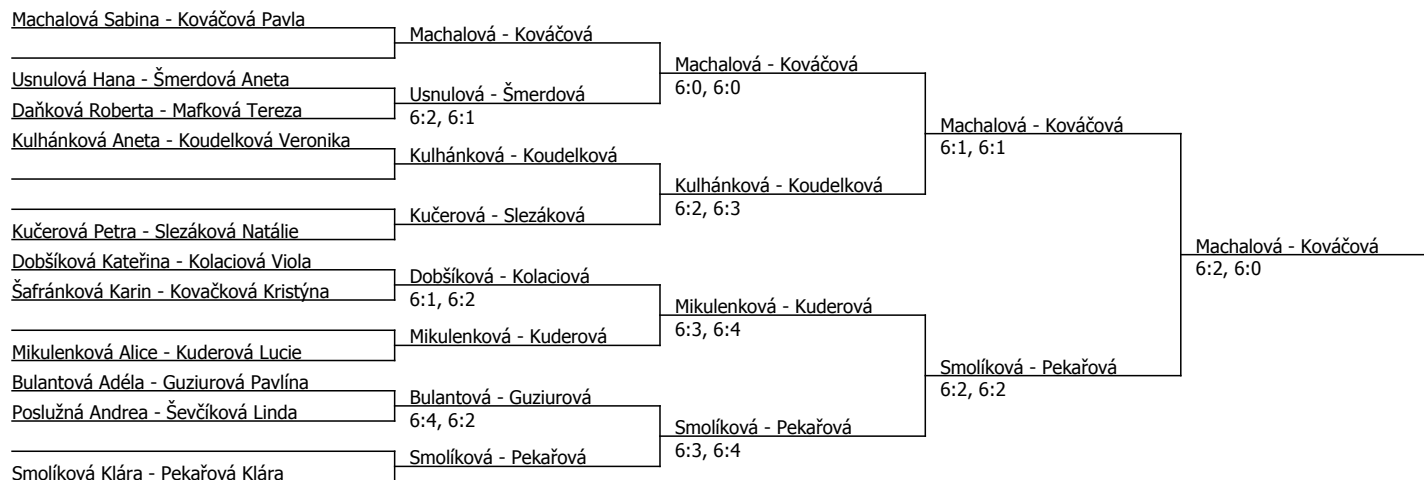 Machalová Sabina - Kováčová Pavla
Usnulová Hana - Šmerdová Aneta
Daňková Roberta - Mafková Tereza
Kulhánková Aneta - Koudelková Veronika
Kučerová Petra - Slezáková Natálie
Dobšíková Kateřina - Kolaciová Viola
Šafránková Karin - Kovačková Kristýna
Mikulenková Alice - Kuderová Lucie
Bulantová Adéla - Guziurová Pavlína
Poslužná Andrea - Ševčíková Linda
Smolíková Klára - Pekařová Klára
Machalová - Kováčová
Usnulová - Šmerdová
6:2, 6:1
Kulhánková - Koudelková
Kučerová - Slezáková
Dobšíková - Kolaciová
6:1, 6:2
Mikulenková - Kuderová
Bulantová - Guziurová
6:4, 6:2
Smolíková - Pekařová
Machalová - Kováčová
6:0, 6:0
Kulhánková - Koudelková
6:2, 6:3
Mikulenková - Kuderová
6:3, 6:4
Smolíková - Pekařová
6:3, 6:4
Machalová - Kováčová
6:1, 6:1
Smolíková - Pekařová
6:2, 6:2
Machalová - Kováčová
6:2, 6:0